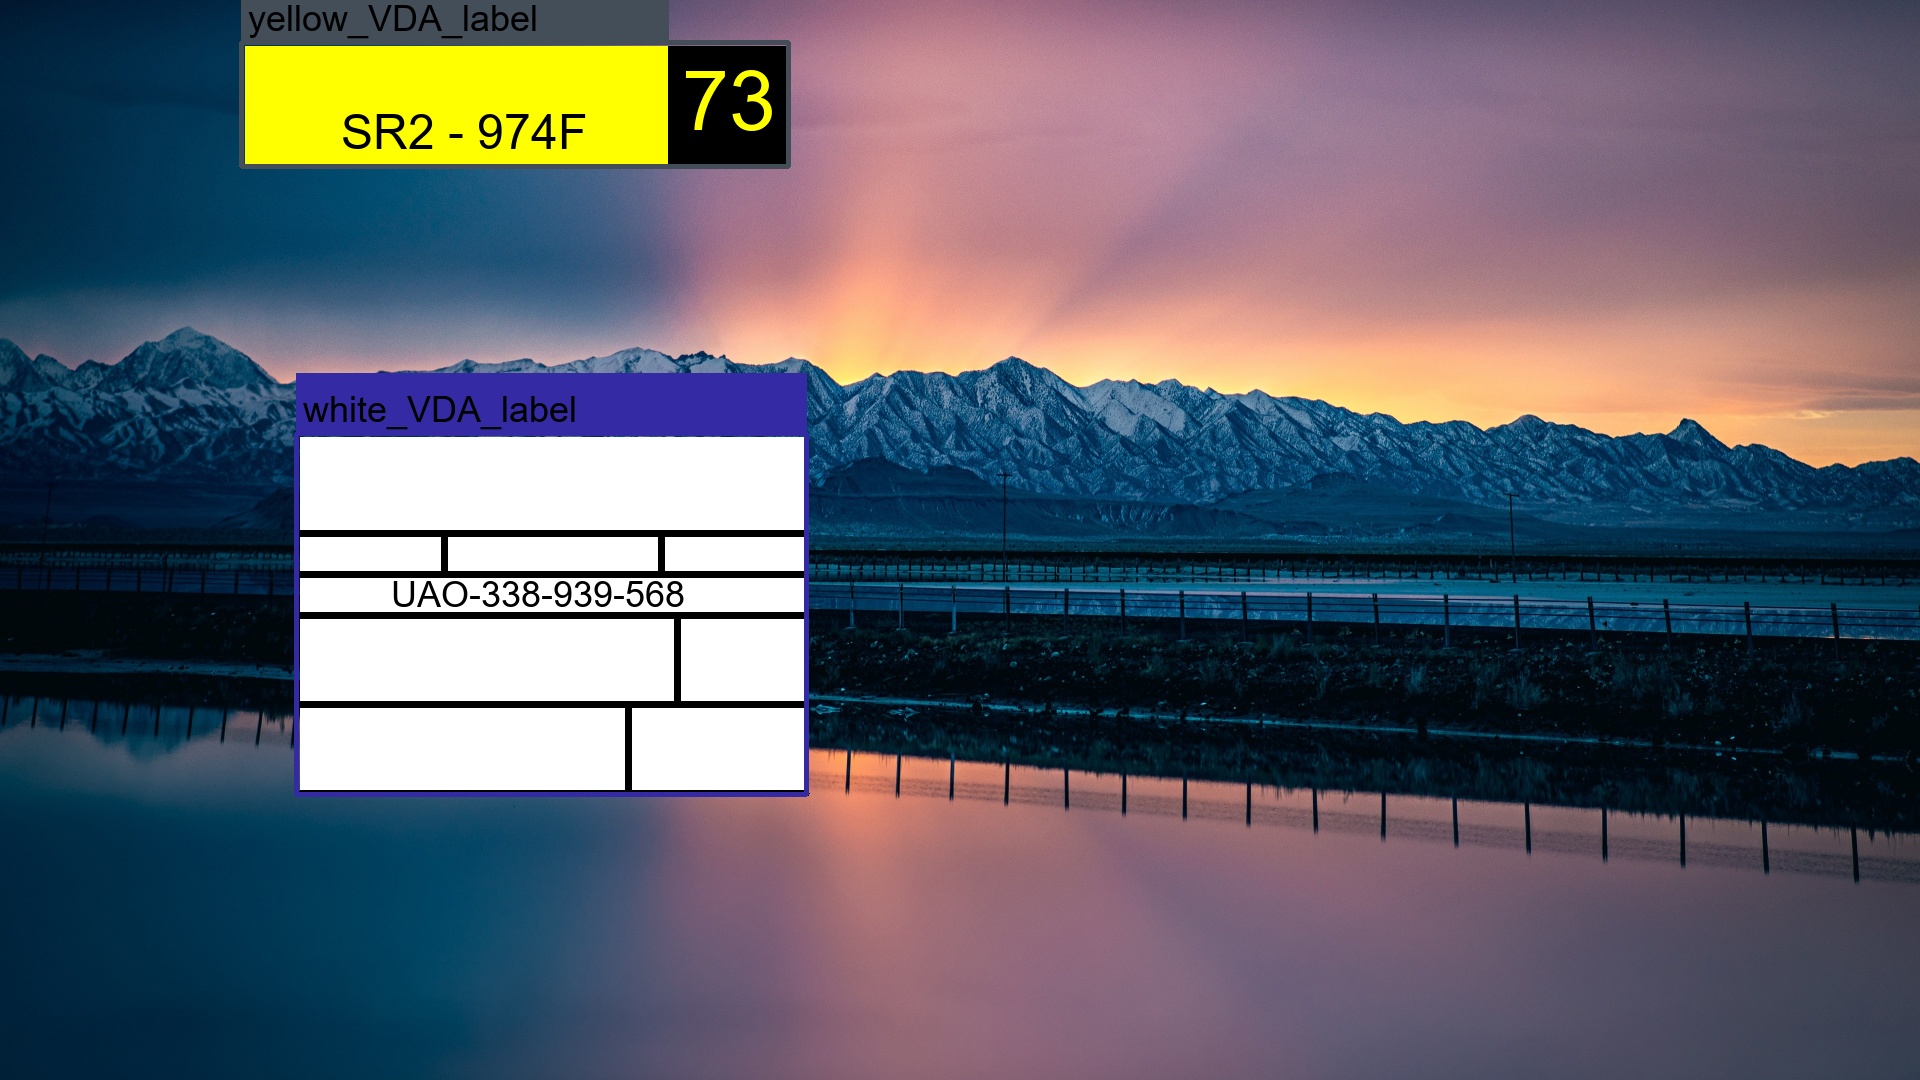 yellow_VDA_label
SR2 - 974F
73
white_VDA_label
UAO-338-939-568